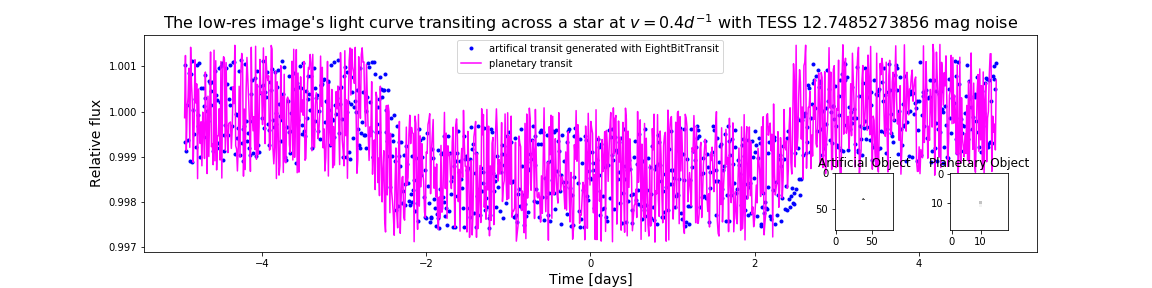 The low-res image's light curve transiting across a star at v = 0.4d⁻¹ with TESS 12.7485273856 mag noise
artifical transit generated with EightBitTransit
planetary transit
Relative flux
1.001
1.000
0.999
0.998
0.997
Artificial Object
0
50
0 50
Planetary Object
0
10
0 10
−4 −2 0 2 4
Time [days]